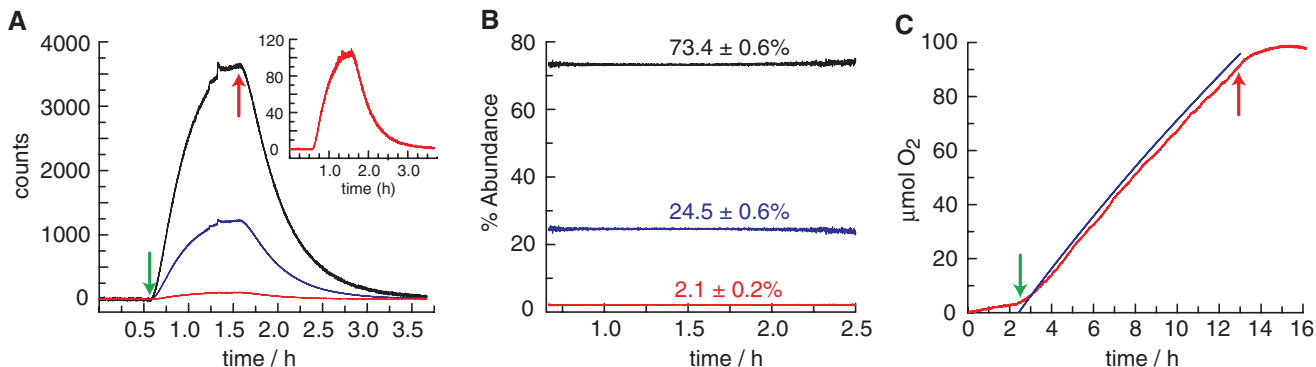 A
counts
4000
3000
2000
1000
0
0.5 1.0 1.5 2.0 2.5 3.0 3.5
time / h
120
80
40
0
1.0 2.0 3.0
time (h)
B
% Abundance
80
60
40
20
0
73.4 ± 0.6%
24.5 ± 0.6%
2.1 ± 0.2%
1.0 1.5 2.0 2.5
time / h
C
μmol O2
100
80
60
40
20
0
0 2 4 6 8 10 12 14 16
time / h